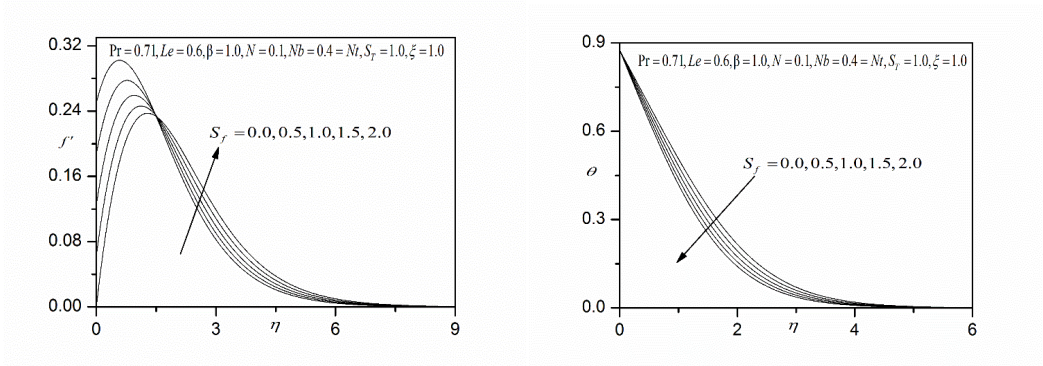 0.32
Pr = 0.71, Le = 0.6, β = 1.0, N = 0.1, Nb = 0.4 = Nt, S_T = 1.0, ξ = 1.0
0.24
f′
S_f = 0.0, 0.5, 1.0, 1.5, 2.0
0.16
0.08
0.00
0 3 η 6 9
0.9
Pr = 0.71, Le = 0.6, β = 1.0, N = 0.1, Nb = 0.4 = Nt, S_T = 1.0, ξ = 1.0
0.6
S_f = 0.0, 0.5, 1.0, 1.5, 2.0
θ
0.3
0.0
0 2 η 4 6